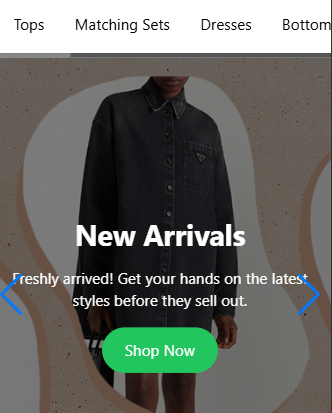 Tops Matching Sets Dresses Bottom
New Arrivals
Freshly arrived! Get your hands on the latest
styles before they sell out.
Shop Now